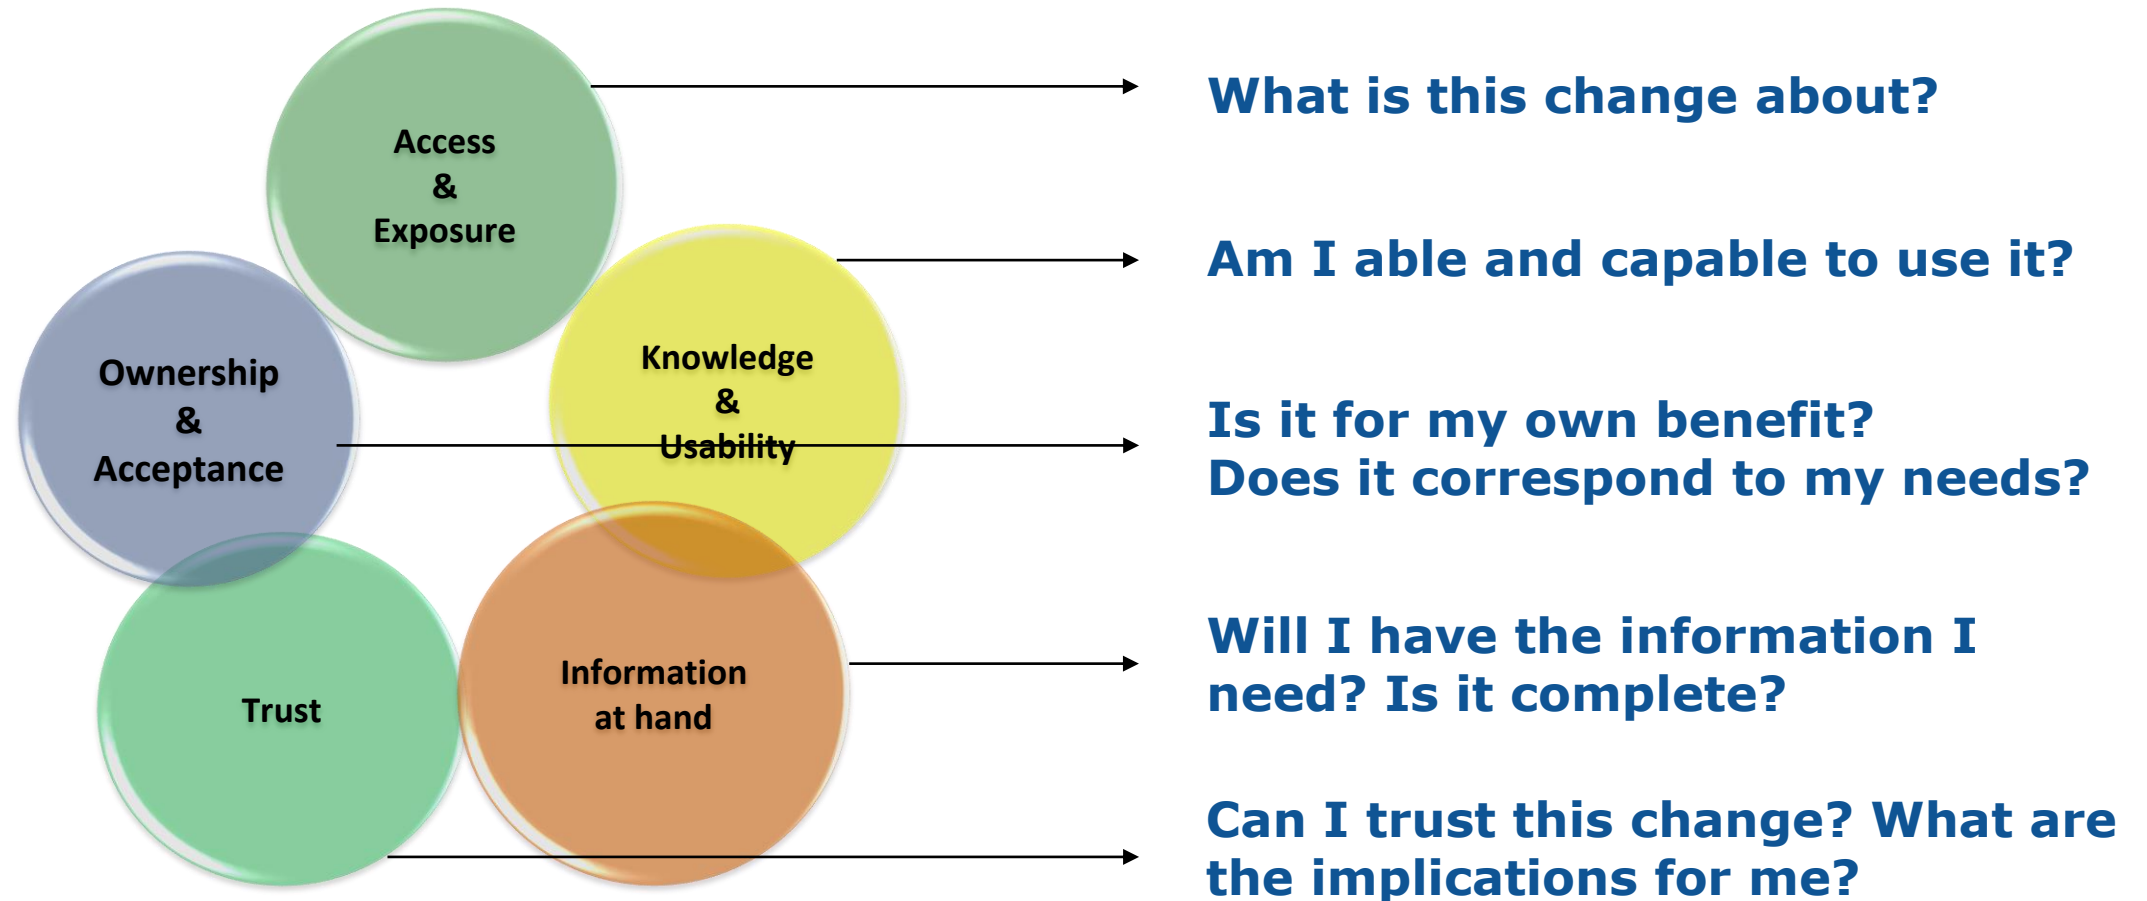 Access
&
Exposure
What is this change about?
Knowledge
&
Usability
Am I able and capable to use it?
Ownership
&
Acceptance
Is it for my own benefit?
Does it correspond to my needs?
Information
at hand
Will I have the information I
need? Is it complete?
Trust
Can I trust this change? What are
the implications for me?